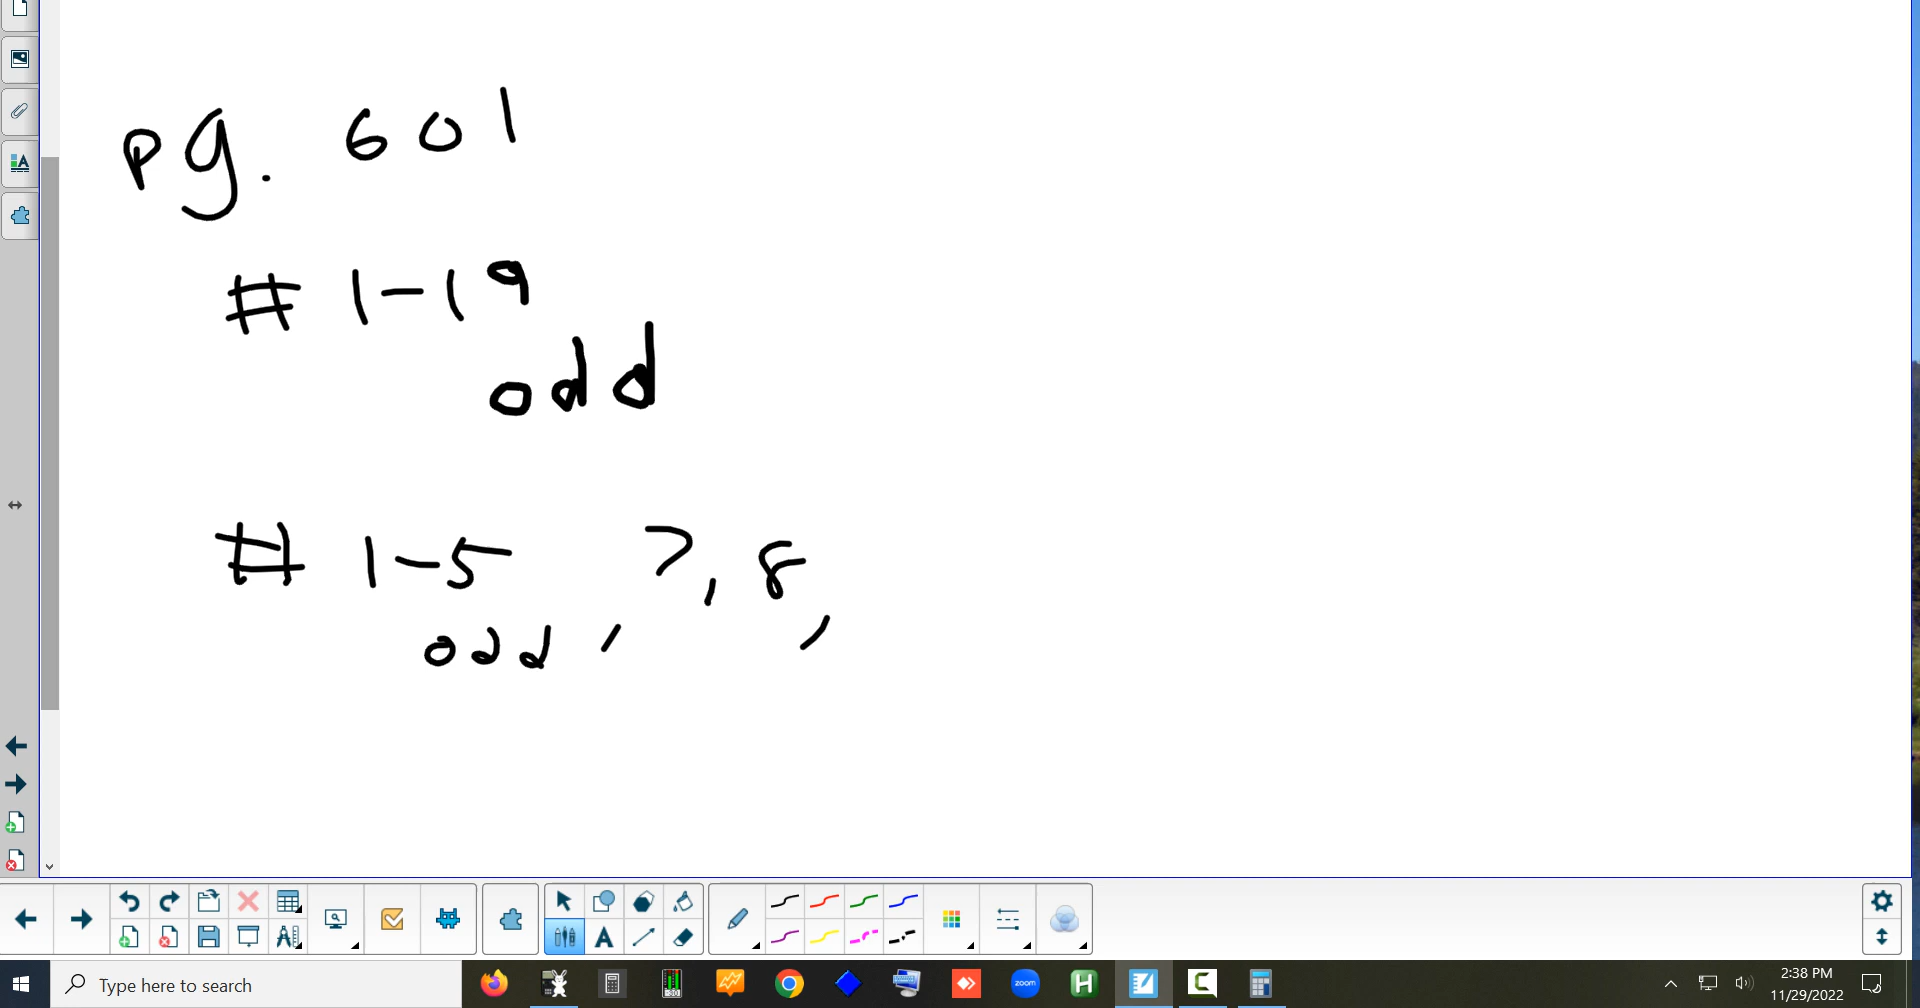 pg. 601
# 1-19
odd
# 1-5 7, 8,
odd,
A
A
zoom
H
C
Type here to search
2:38 PM
11/29/2022